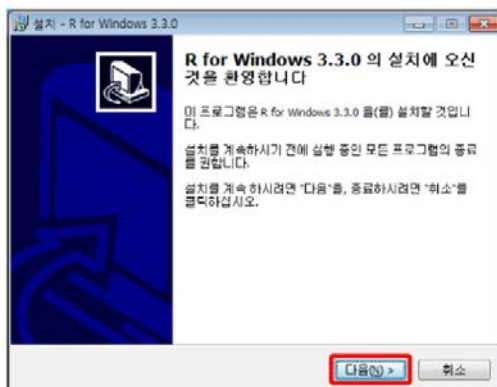 설치 - R for Windows 3.3.0
R for Windows 3.3.0 의 설치에 오신
것을 환영합니다
이 프로그램은 R for Windows 3.3.0 을(를) 설치할 것입니
다.
설치를 계속하시기 전에 실행 중인 모든 프로그램의 종료
를 권합니다.
설치를 계속 하시려면 "다음"을, 종료하시려면 "취소"를
클릭하십시오.
다음(N) >
취소